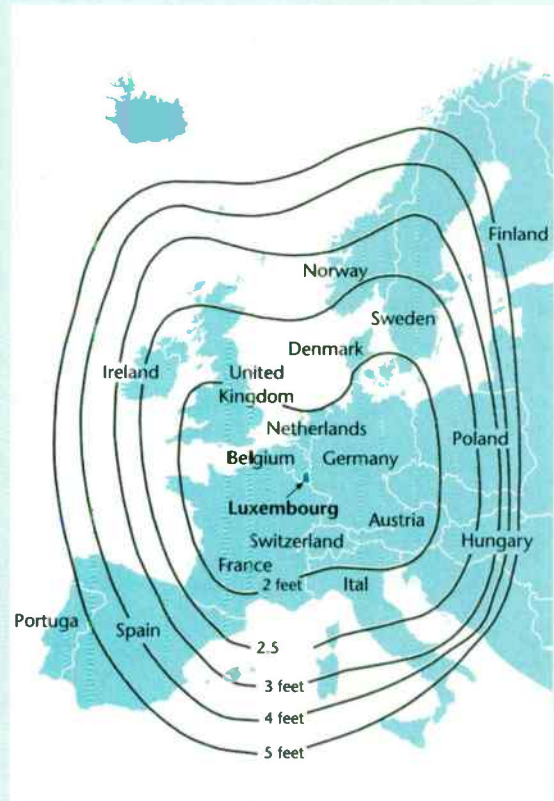 Finland
Norway
Sweden
Denmark
Ireland
United
Kingdom
Netherlands
Poland
Belgium
Germany
Luxembourg
Austria
Switzerland
Hungary
France
2 feet
Ital
Portuga
Spain
2.5
3 feet
4 feet
5 feet